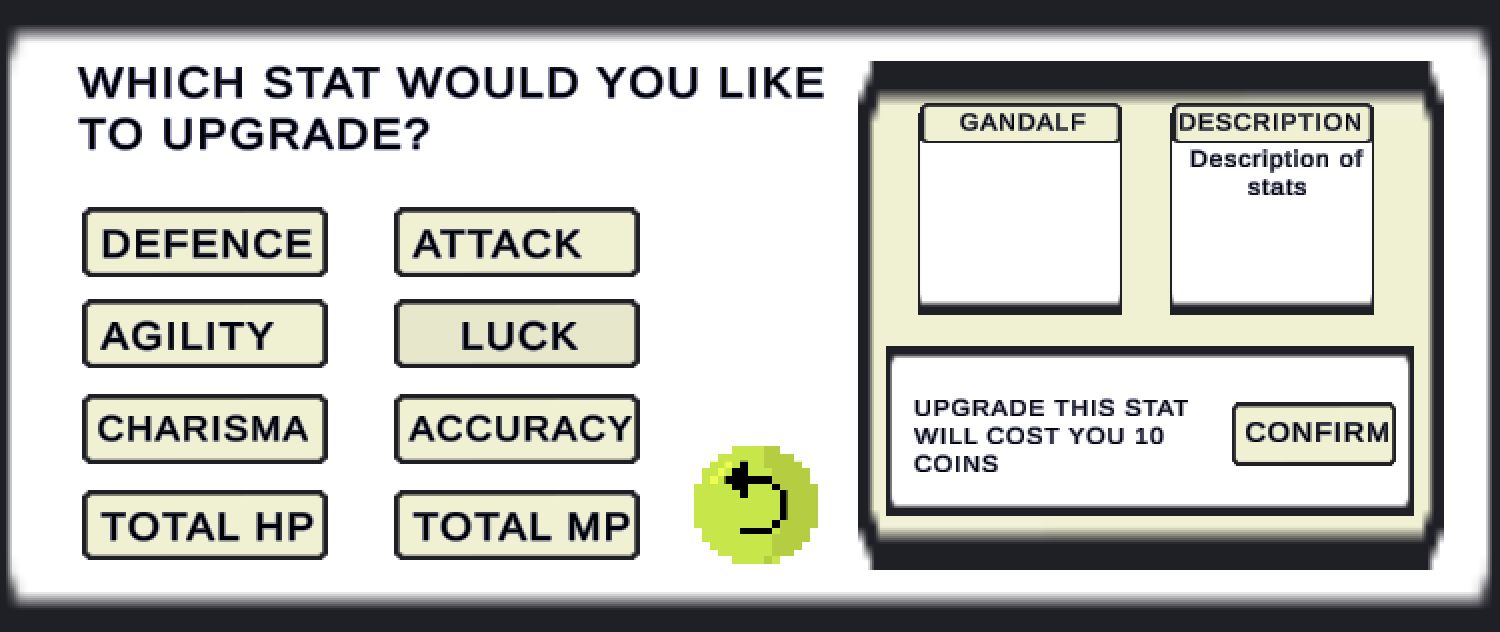 WHICH STAT WOULD YOU LIKE
TO UPGRADE?
DEFENCE
ATTACK
AGILITY
LUCK
CHARISMA
ACCURACY
TOTAL HP
TOTAL MP
GANDALF
DESCRIPTION
Description of
stats
UPGRADE THIS STAT
WILL COST YOU 10
COINS
CONFIRM